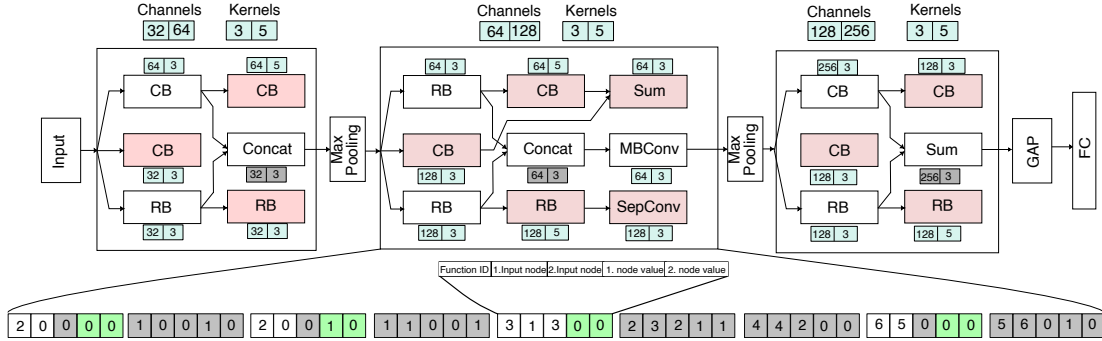 Channels Kernels Channels Kernels Channels Kernels
32 64 3 5 64 128 3 5 128 256 3 5
64 3 64 5 64 3 64 5 64 3 256 3 128 3
CB CB RB CB Sum CB CB
Input CB Concat Max Pooling CB Concat MBConv Max Pooling CB Sum GAP FC
32 3 32 3 128 3 64 3 64 3 128 3 256 3
RB RB RB RB SepConv RB RB
32 3 32 3 128 3 128 5 128 3 128 3 128 5
Function ID 1.Input node 2.Input node 1. node value 2. node value
2 0 0 0 0 1 0 0 1 0 2 0 0 1 0 1 1 0 0 1 3 1 3 0 0 2 3 2 1 1 4 4 2 0 0 6 5 0 0 0 5 6 0 1 0